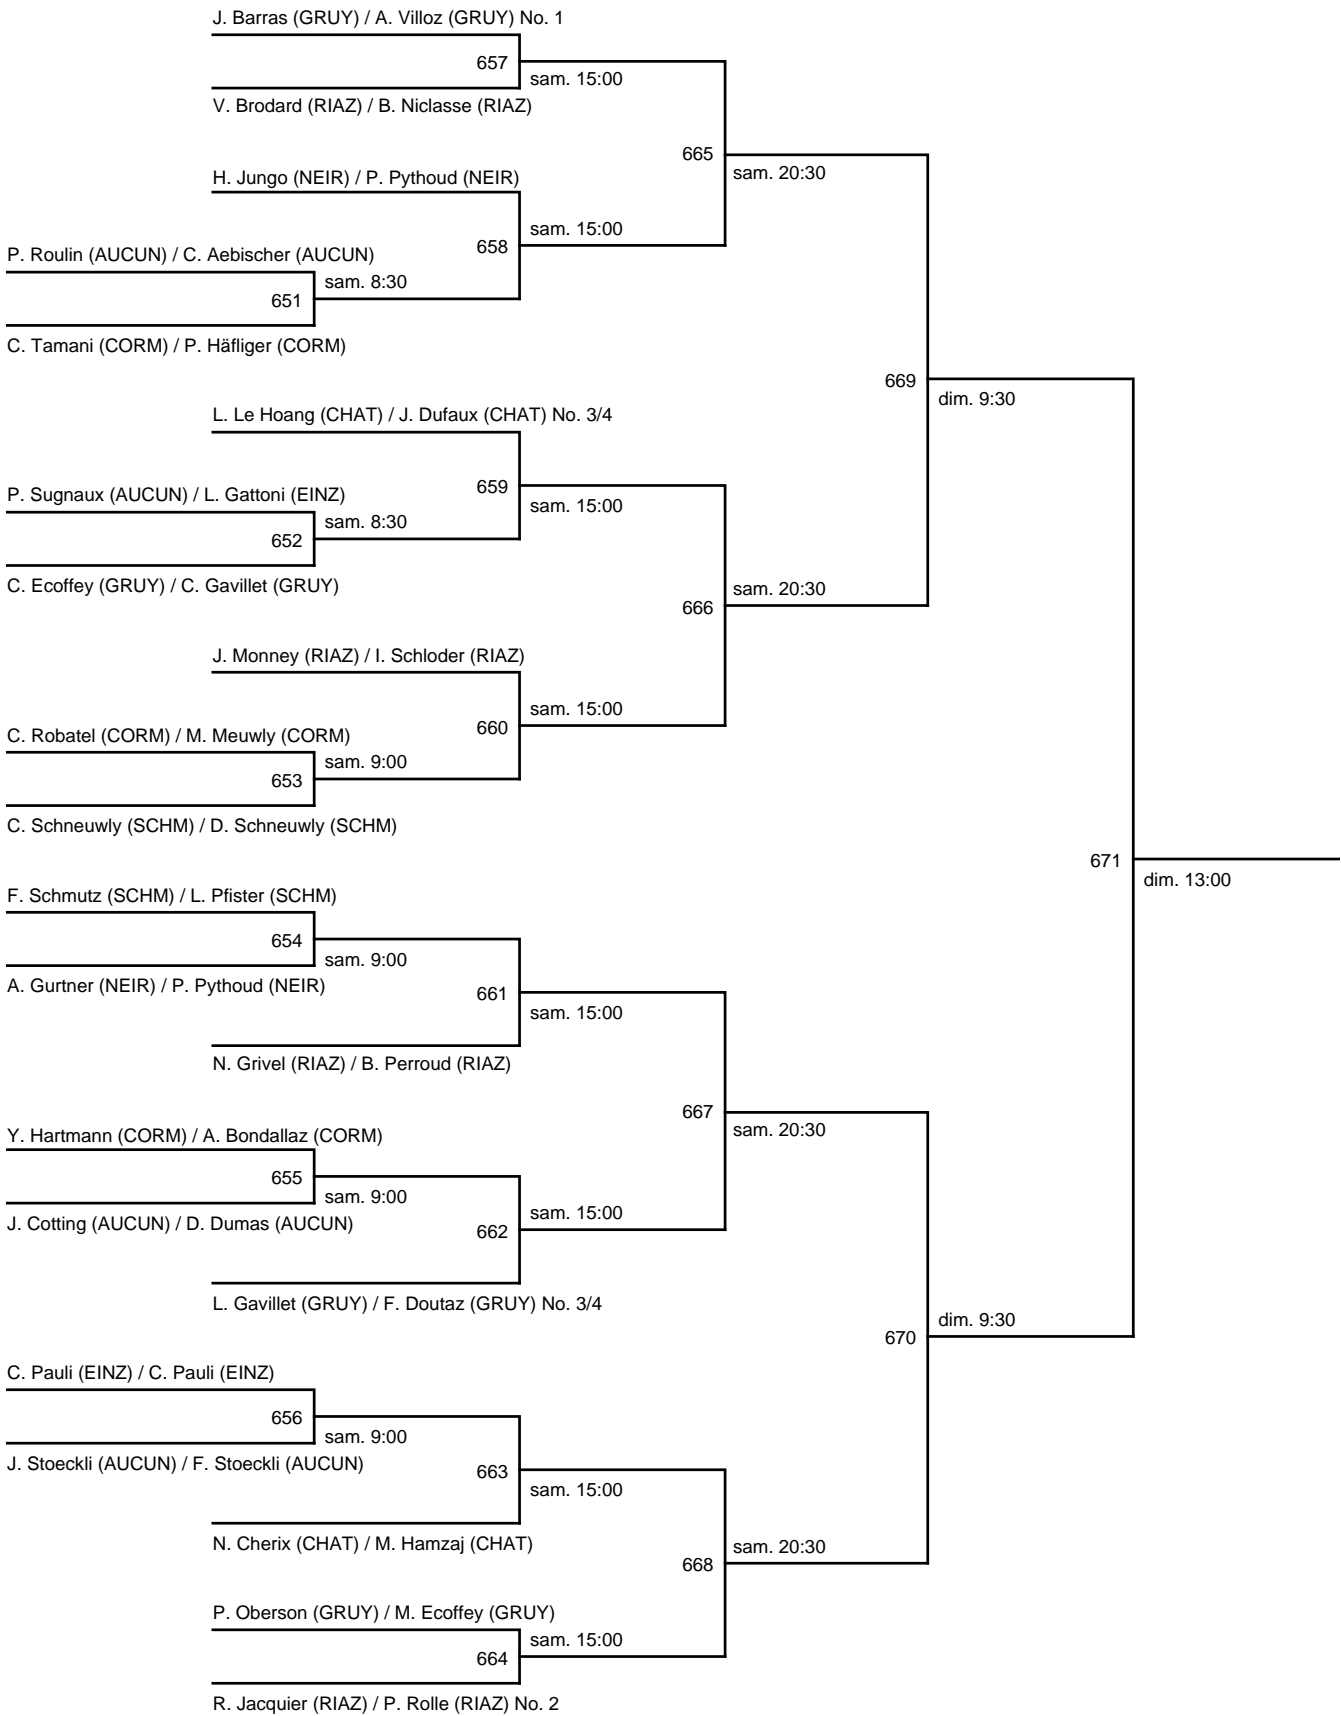 J. Barras (GRUY) / A. Villoz (GRUY) No. 1
657
sam. 15:00
V. Brodard (RIAZ) / B. Niclasse (RIAZ)
665
sam. 20:30
H. Jungo (NEIR) / P. Pythoud (NEIR)
658
sam. 15:00
P. Roulin (AUCUN) / C. Aebischer (AUCUN)
651
sam. 8:30
C. Tamani (CORM) / P. Häfliger (CORM)
669
dim. 9:30
L. Le Hoang (CHAT) / J. Dufaux (CHAT) No. 3/4
659
sam. 15:00
P. Sugnaux (AUCUN) / L. Gattoni (EINZ)
652
sam. 8:30
C. Ecoffey (GRUY) / C. Gavillet (GRUY)
666
sam. 20:30
J. Monney (RIAZ) / I. Schloder (RIAZ)
660
sam. 15:00
C. Robatel (CORM) / M. Meuwly (CORM)
653
sam. 9:00
C. Schneuwly (SCHM) / D. Schneuwly (SCHM)
671
dim. 13:00
F. Schmutz (SCHM) / L. Pfister (SCHM)
654
sam. 9:00
A. Gurtner (NEIR) / P. Pythoud (NEIR)
661
sam. 15:00
N. Grivel (RIAZ) / B. Perroud (RIAZ)
667
sam. 20:30
Y. Hartmann (CORM) / A. Bondallaz (CORM)
655
sam. 9:00
J. Cotting (AUCUN) / D. Dumas (AUCUN)
662
sam. 15:00
L. Gavillet (GRUY) / F. Doutaz (GRUY) No. 3/4
670
dim. 9:30
C. Pauli (EINZ) / C. Pauli (EINZ)
656
sam. 9:00
J. Stoeckli (AUCUN) / F. Stoeckli (AUCUN)
663
sam. 15:00
N. Cherix (CHAT) / M. Hamzaj (CHAT)
668
sam. 20:30
P. Oberson (GRUY) / M. Ecoffey (GRUY)
664
sam. 15:00
R. Jacquier (RIAZ) / P. Rolle (RIAZ) No. 2